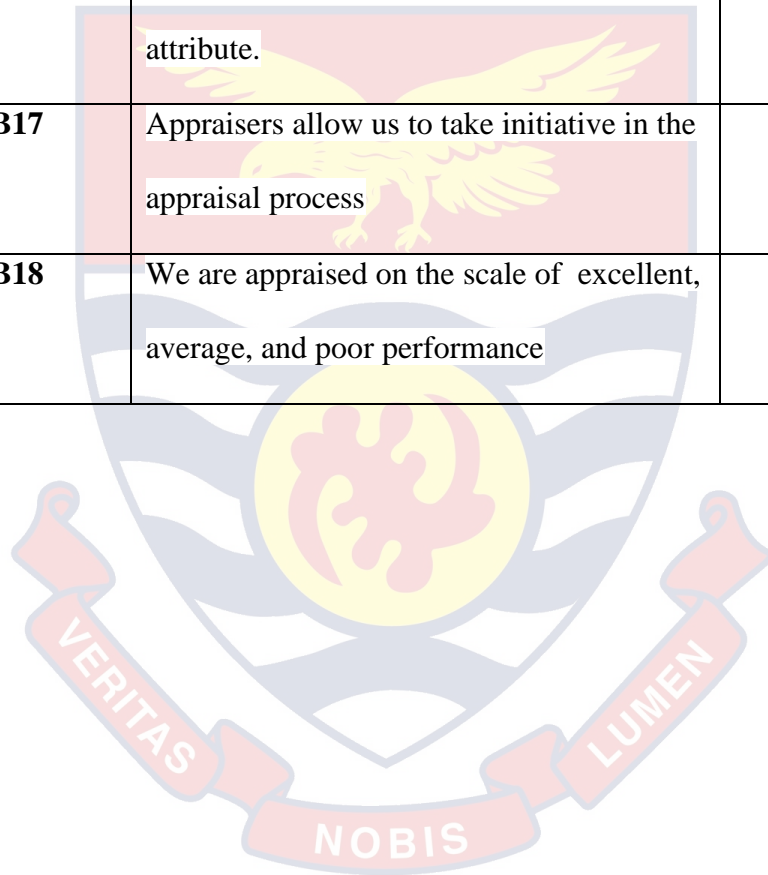 attribute.
B17 Appraisers allow us to take initiative in the
appraisal process
B18 We are appraised on the scale of excellent,
average, and poor performance
VERITAS
NOBIS
LUMEN